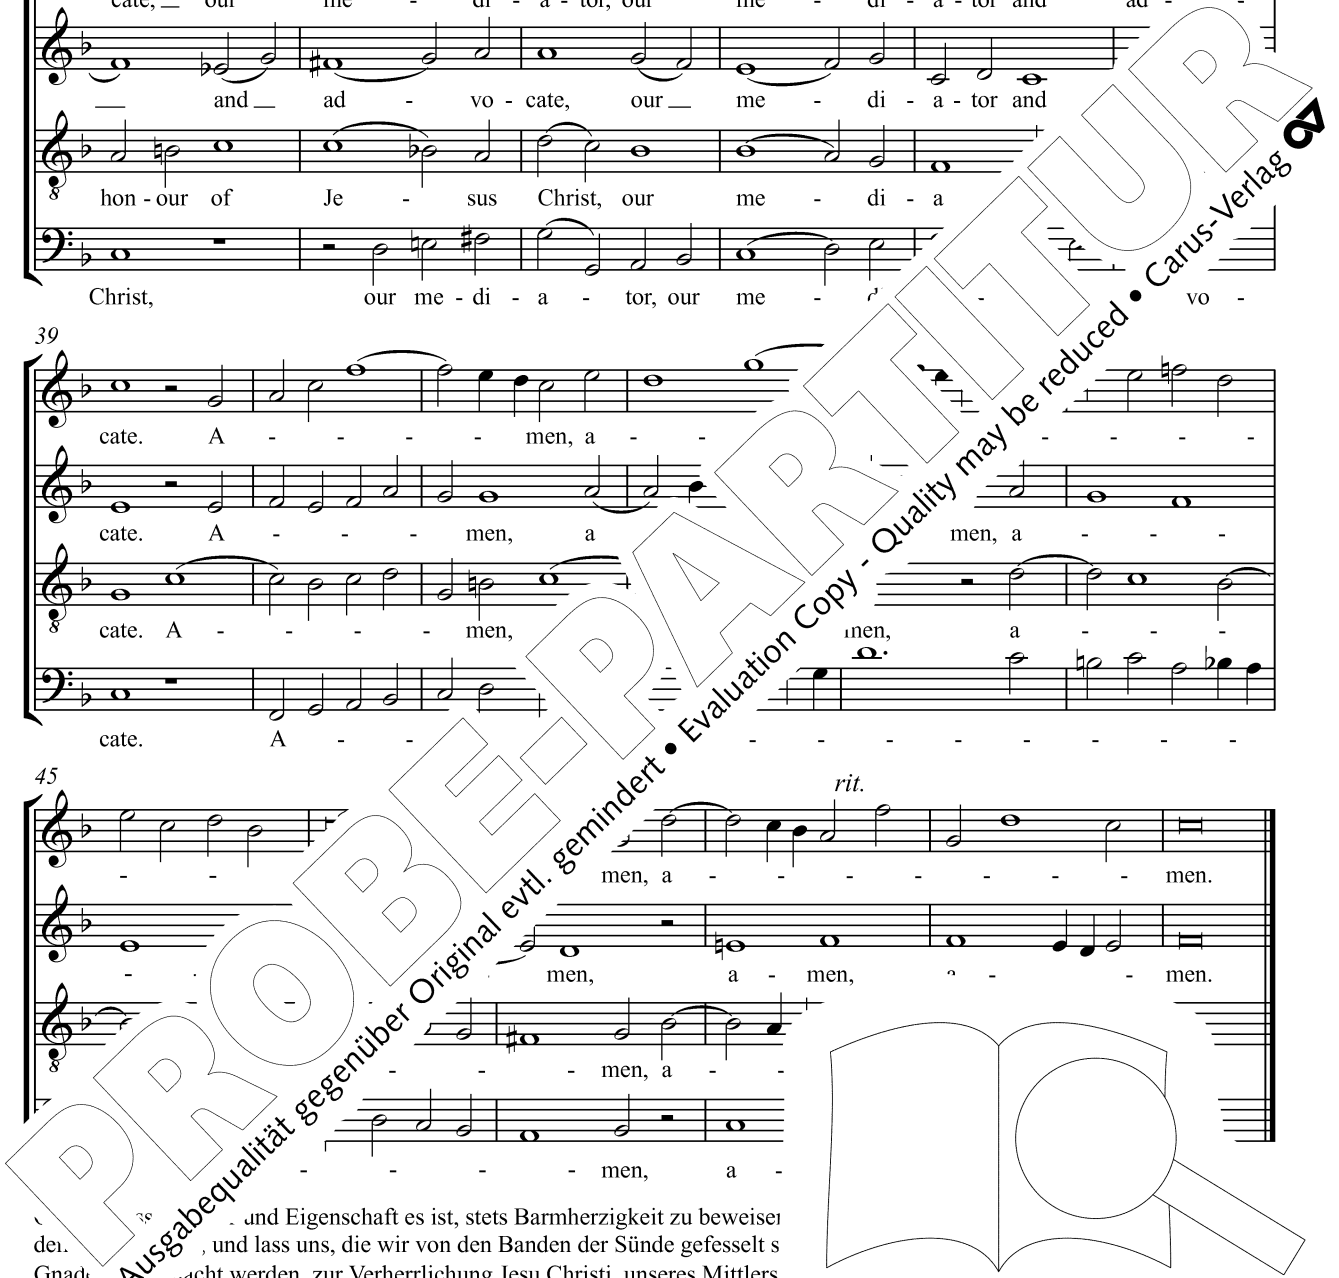 cate, our me - di - a - tor, our me - di - a - tor and ad - -
and ad - vo - cate, our me - di - a - tor and
8
hon - our of Je - sus Christ, our me - di - a
Christ, our me - di - a - tor, our me - - vo -
39
cate. A - - - - men, a - - - - - -
cate. A - - - men, a men, a - - -
8
cate. A - - - - men, men, a - - -
cate. A - - - - - - - - - - -
45
rit.
- - men, a - - - - - - - men.
- men, a - men, - - men.
8
- - - men, a - -
- - - - men, a -
und Eigenschaft es ist, stets Barmherzigkeit zu beweisen
und lass uns, die wir von den Banden der Sünde gefesselt s
acht werden, zur Verherrlichung Jesu Christi, unseres Mittlers
PROBE-PARTITUR
Ausgabequalität gegenüber Original evtl. gemindert • Evaluation Copy - Quality may be reduced • Carus-Verlag